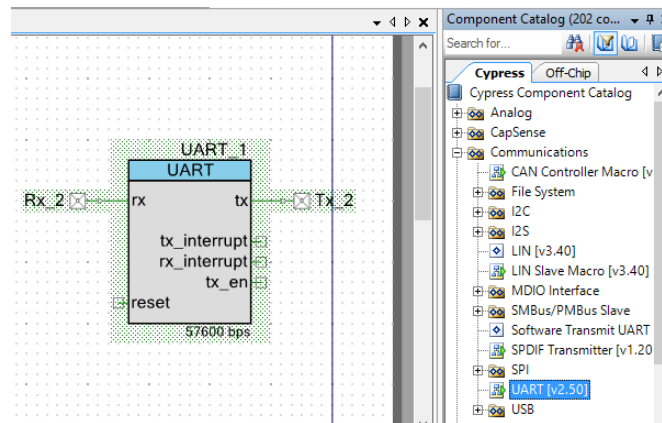 Component Catalog (202 co...
Search for...
Cypress
Off-Chip
Cypress Component Catalog
Analog
CapSense
Communications
CAN Controller Macro [v
File System
I2C
I2S
LIN [v3.40]
LIN Slave Macro [v3.40]
MDIO Interface
SMBus/PMBus Slave
Software Transmit UART
SPDIF Transmitter [v1.20
SPI
UART [v2.50]
USB
UART_1
UART
Rx_2
rx
tx
Tx_2
tx_interrupt
rx_interrupt
tx_en
reset
57600 bps